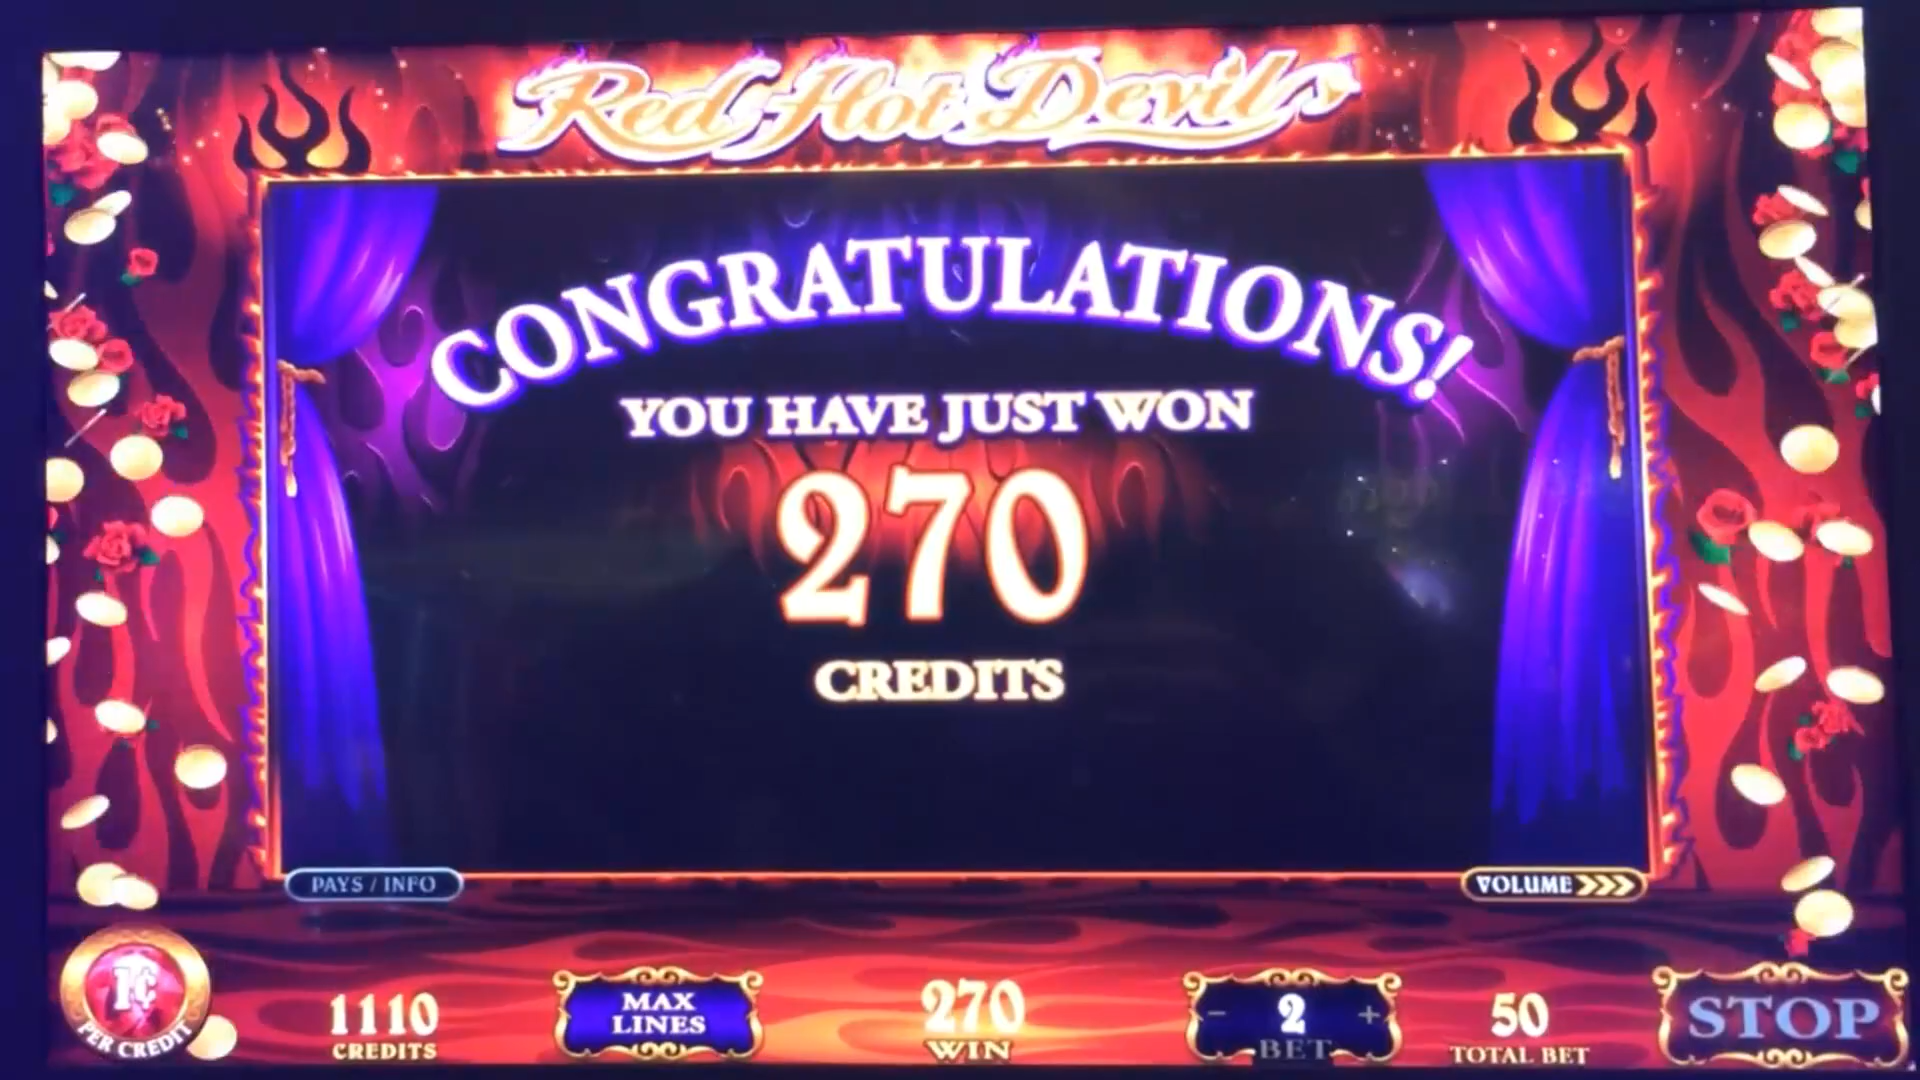 Red Hot Devils
CONGRATULATIONS!
YOU HAVE JUST WON
270
CREDITS
PAYS / INFO
VOLUME >>>
1¢
PER CREDIT
1110
CREDITS
MAX
LINES
270
WIN
- 2 +
BET
50
TOTAL BET
STOP